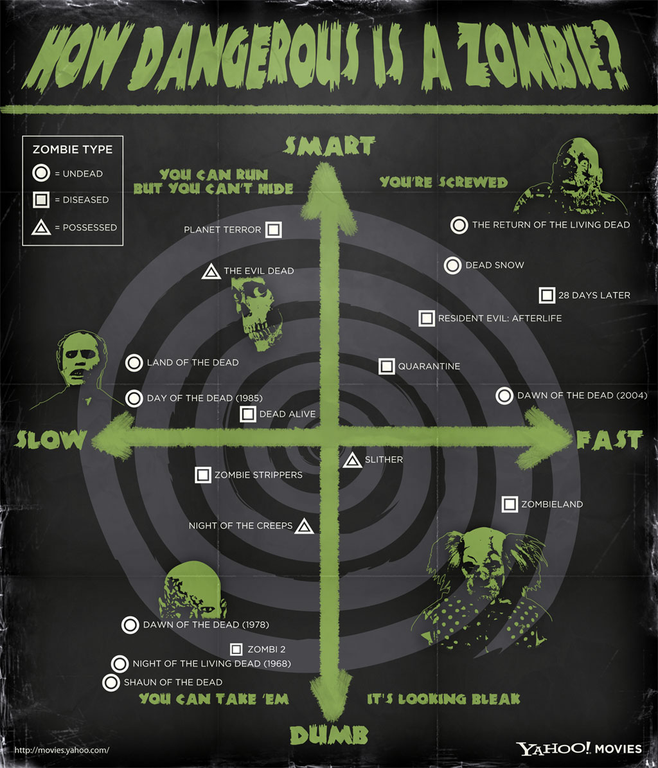 HOW DANGEROUS IS A ZOMBIE?
SMART
ZOMBIE TYPE
= UNDEAD
= DISEASED
= POSSESSED
YOU CAN RUN
BUT YOU CAN'T HIDE
YOU'RE SCREWED
PLANET TERROR
THE RETURN OF THE LIVING DEAD
THE EVIL DEAD
DEAD SNOW
28 DAYS LATER
RESIDENT EVIL: AFTERLIFE
LAND OF THE DEAD
QUARANTINE
DAY OF THE DEAD (1985)
DAWN OF THE DEAD (2004)
DEAD ALIVE
SLOW
FAST
SLITHER
ZOMBIE STRIPPERS
ZOMBIELAND
NIGHT OF THE CREEPS
DAWN OF THE DEAD (1978)
ZOMBI 2
NIGHT OF THE LIVING DEAD (1968)
SHAUN OF THE DEAD
YOU CAN TAKE 'EM
IT'S LOOKING BLEAK
DUMB
http://movies.yahoo.com/
YAHOO! MOVIES